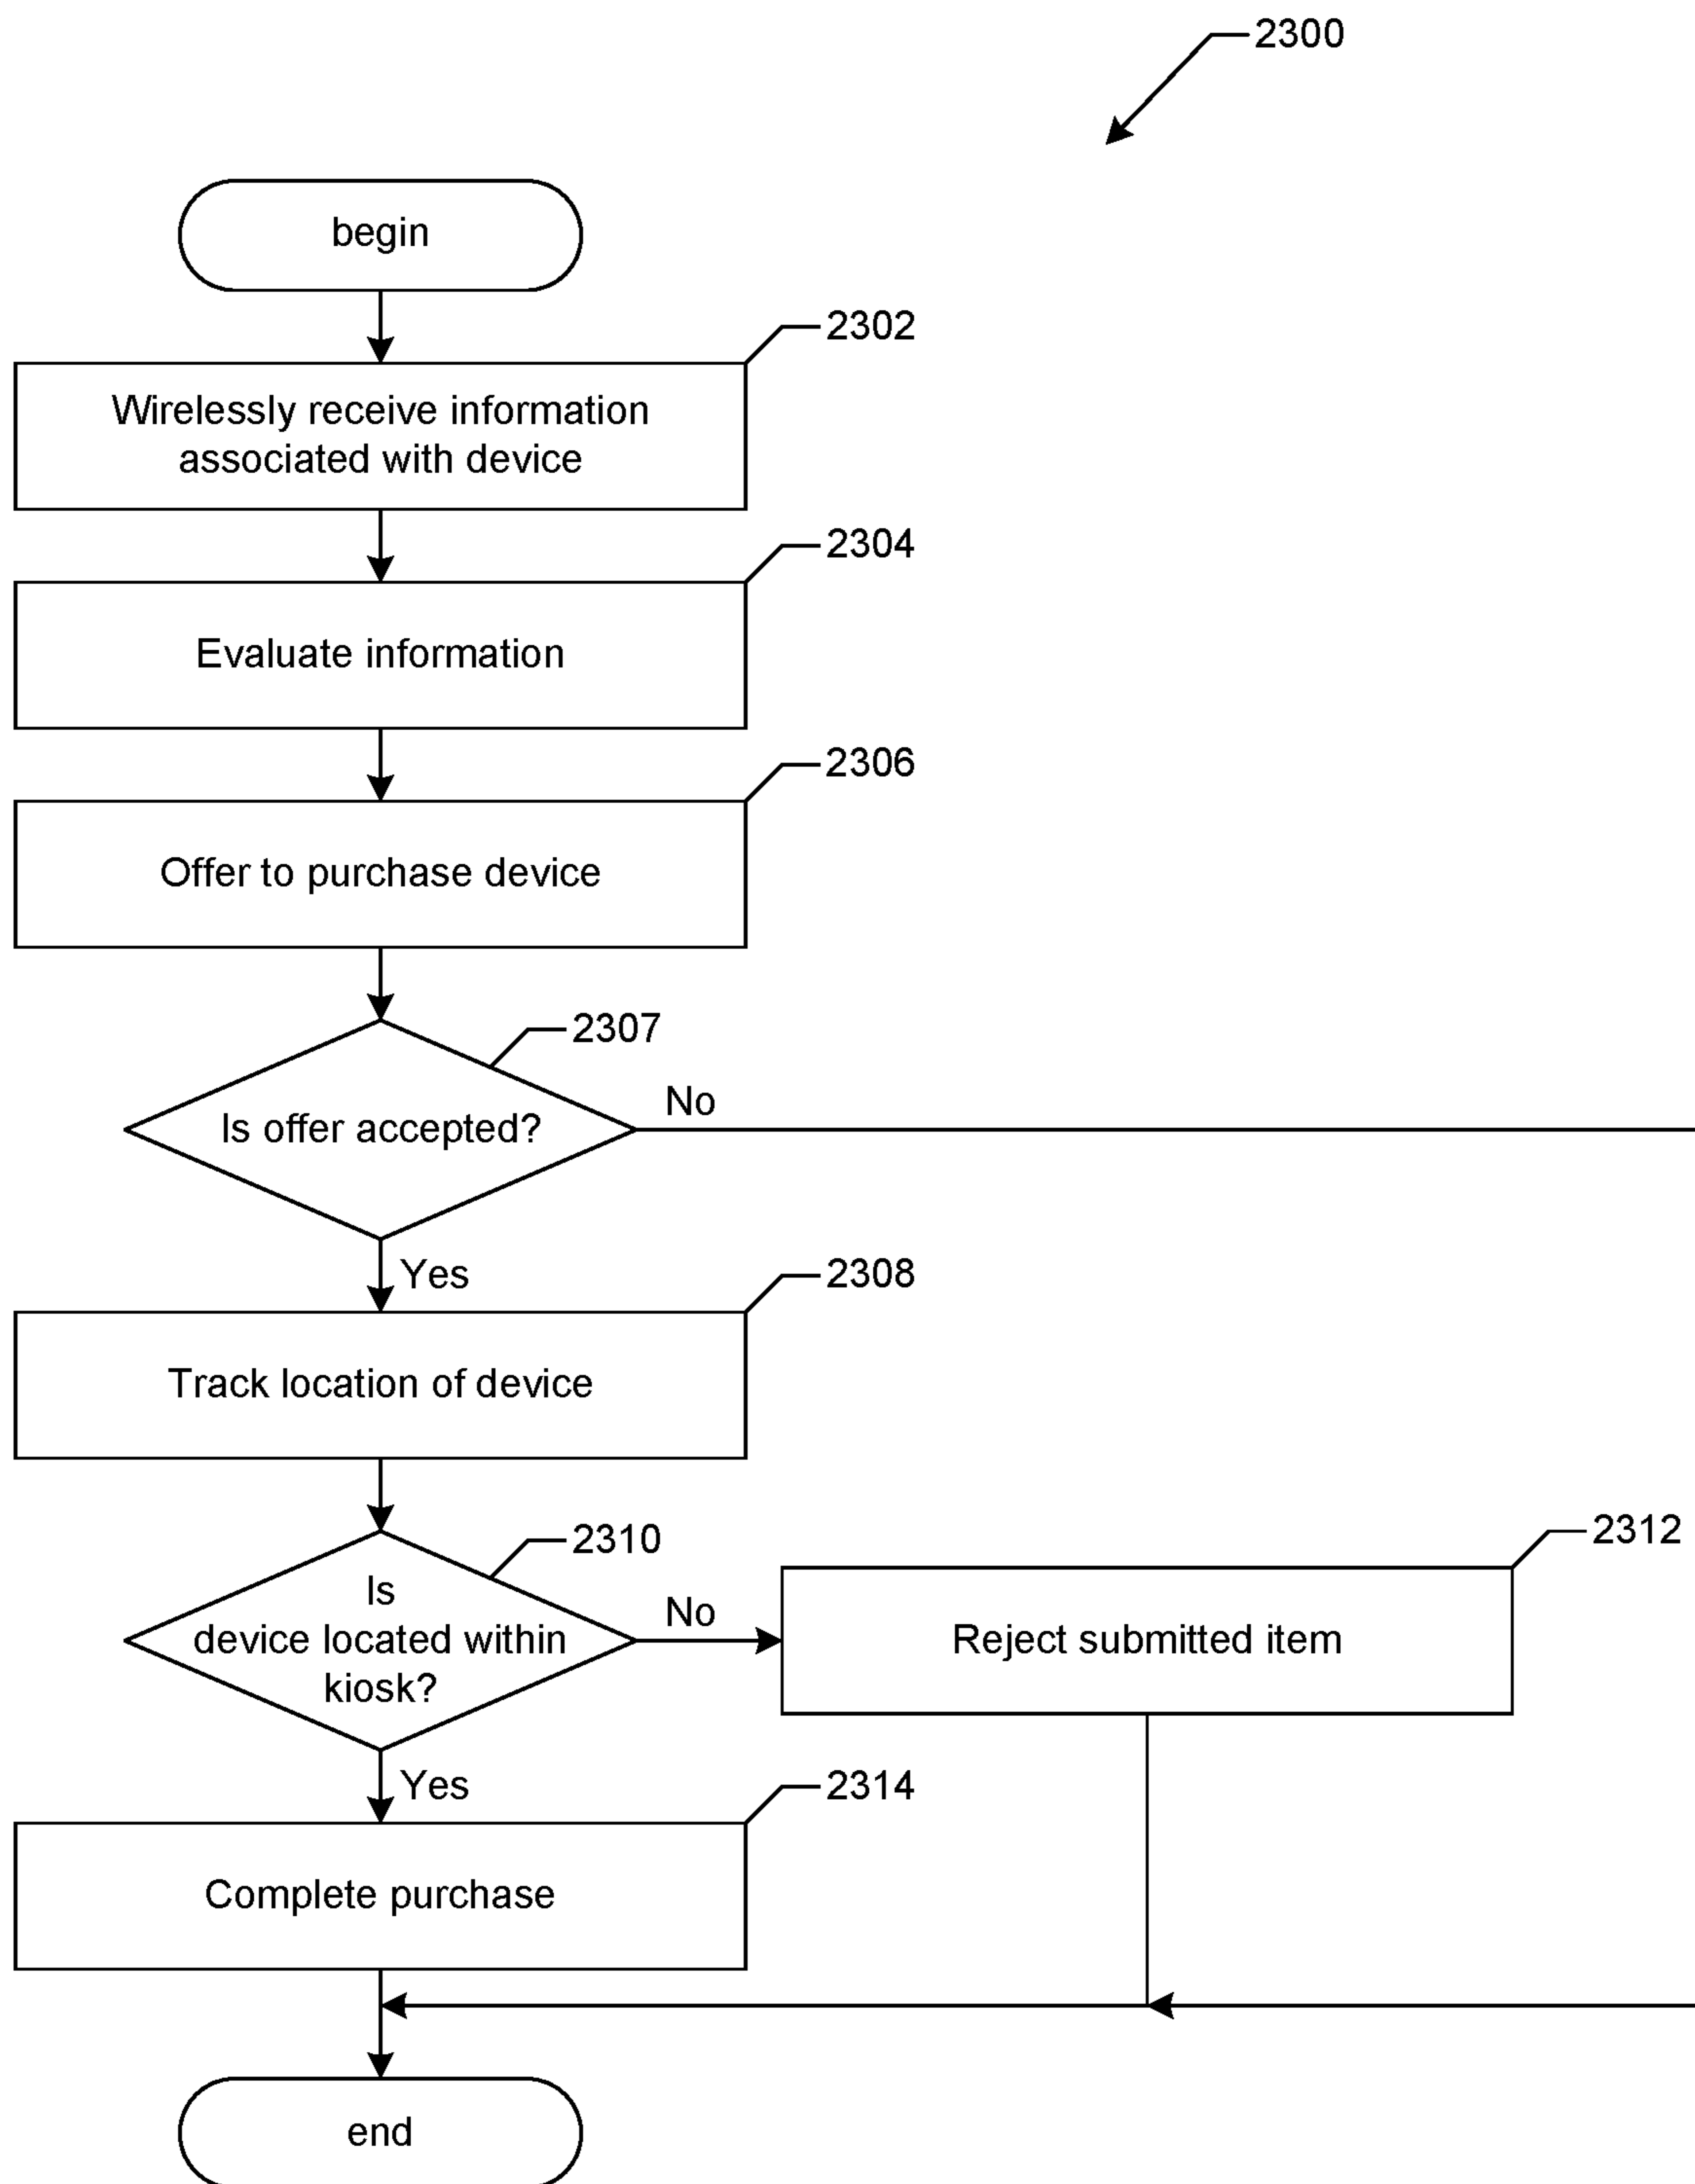 2300
begin
2302
Wirelessly receive information
associated with device
2304
Evaluate information
2306
Offer to purchase device
2307
Is offer accepted?
No
Yes
2308
Track location of device
2310
Is
device located within
kiosk?
No
2312
Reject submitted item
Yes
2314
Complete purchase
end